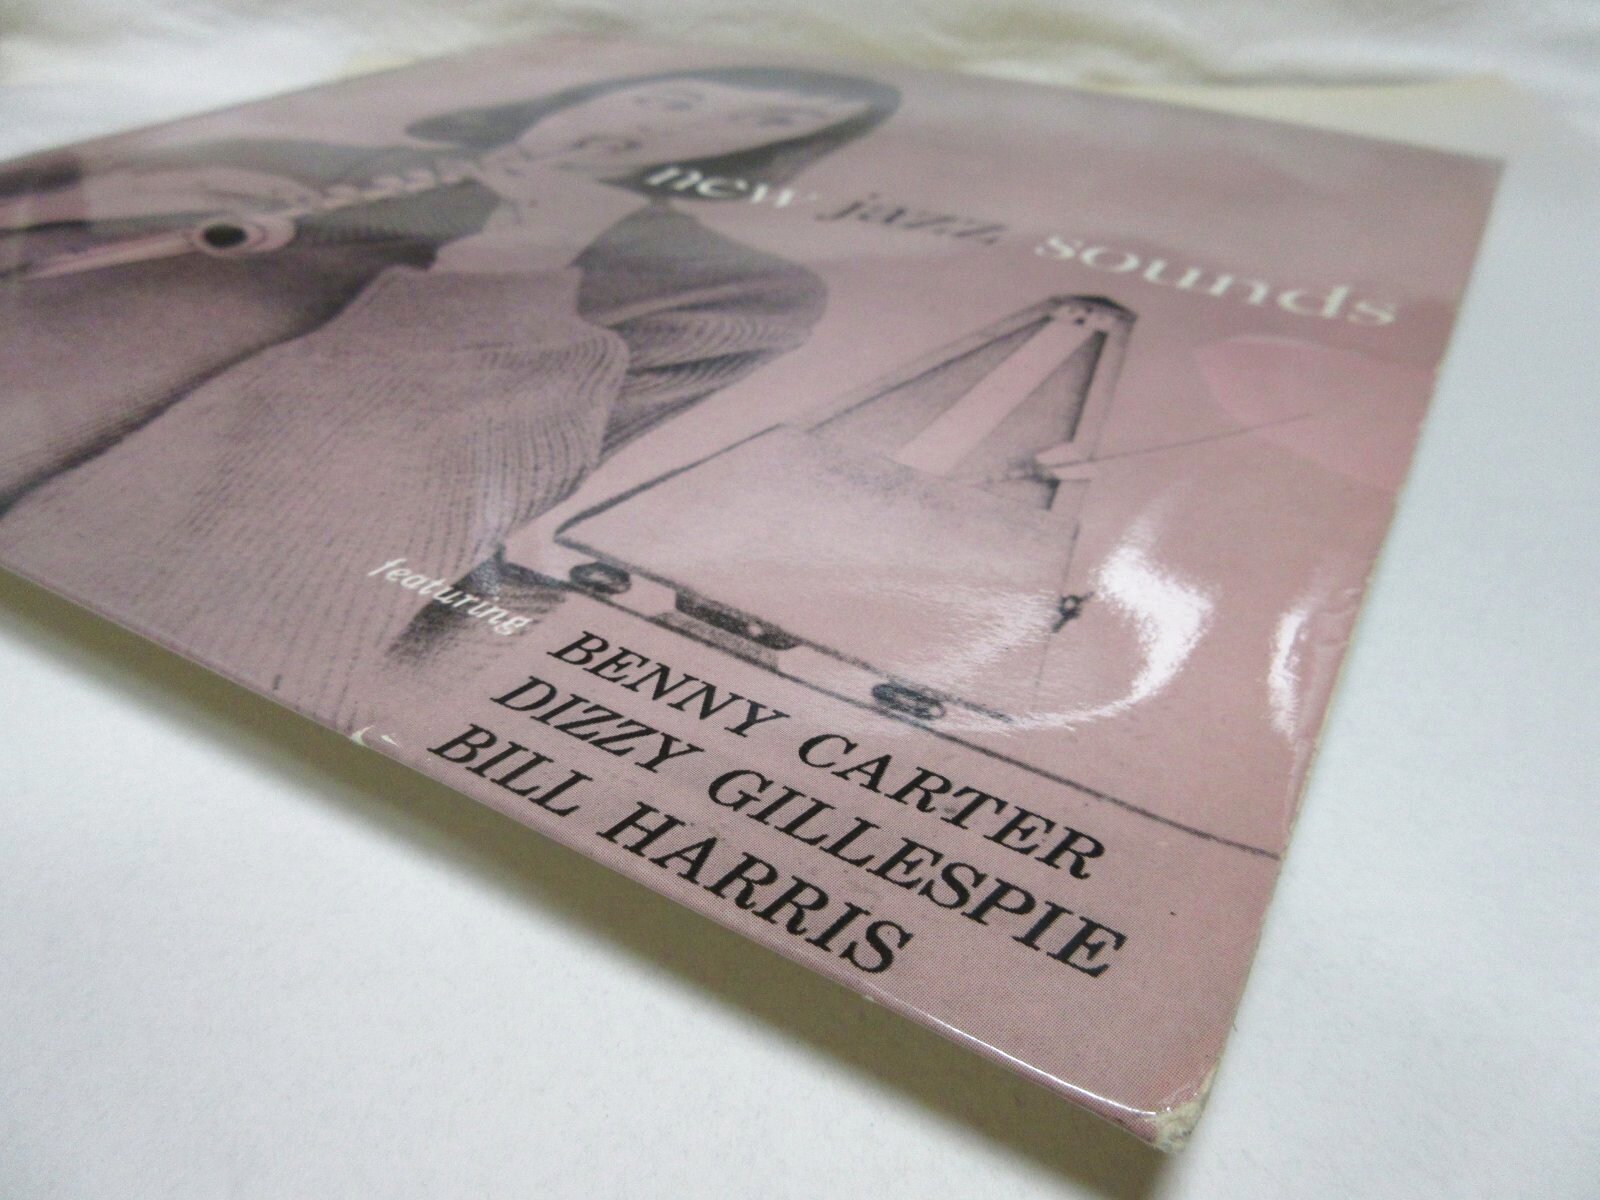 new jazz sounds
featuring
BENNY CARTER
DIZZY GILLESPIE
BILL HARRIS